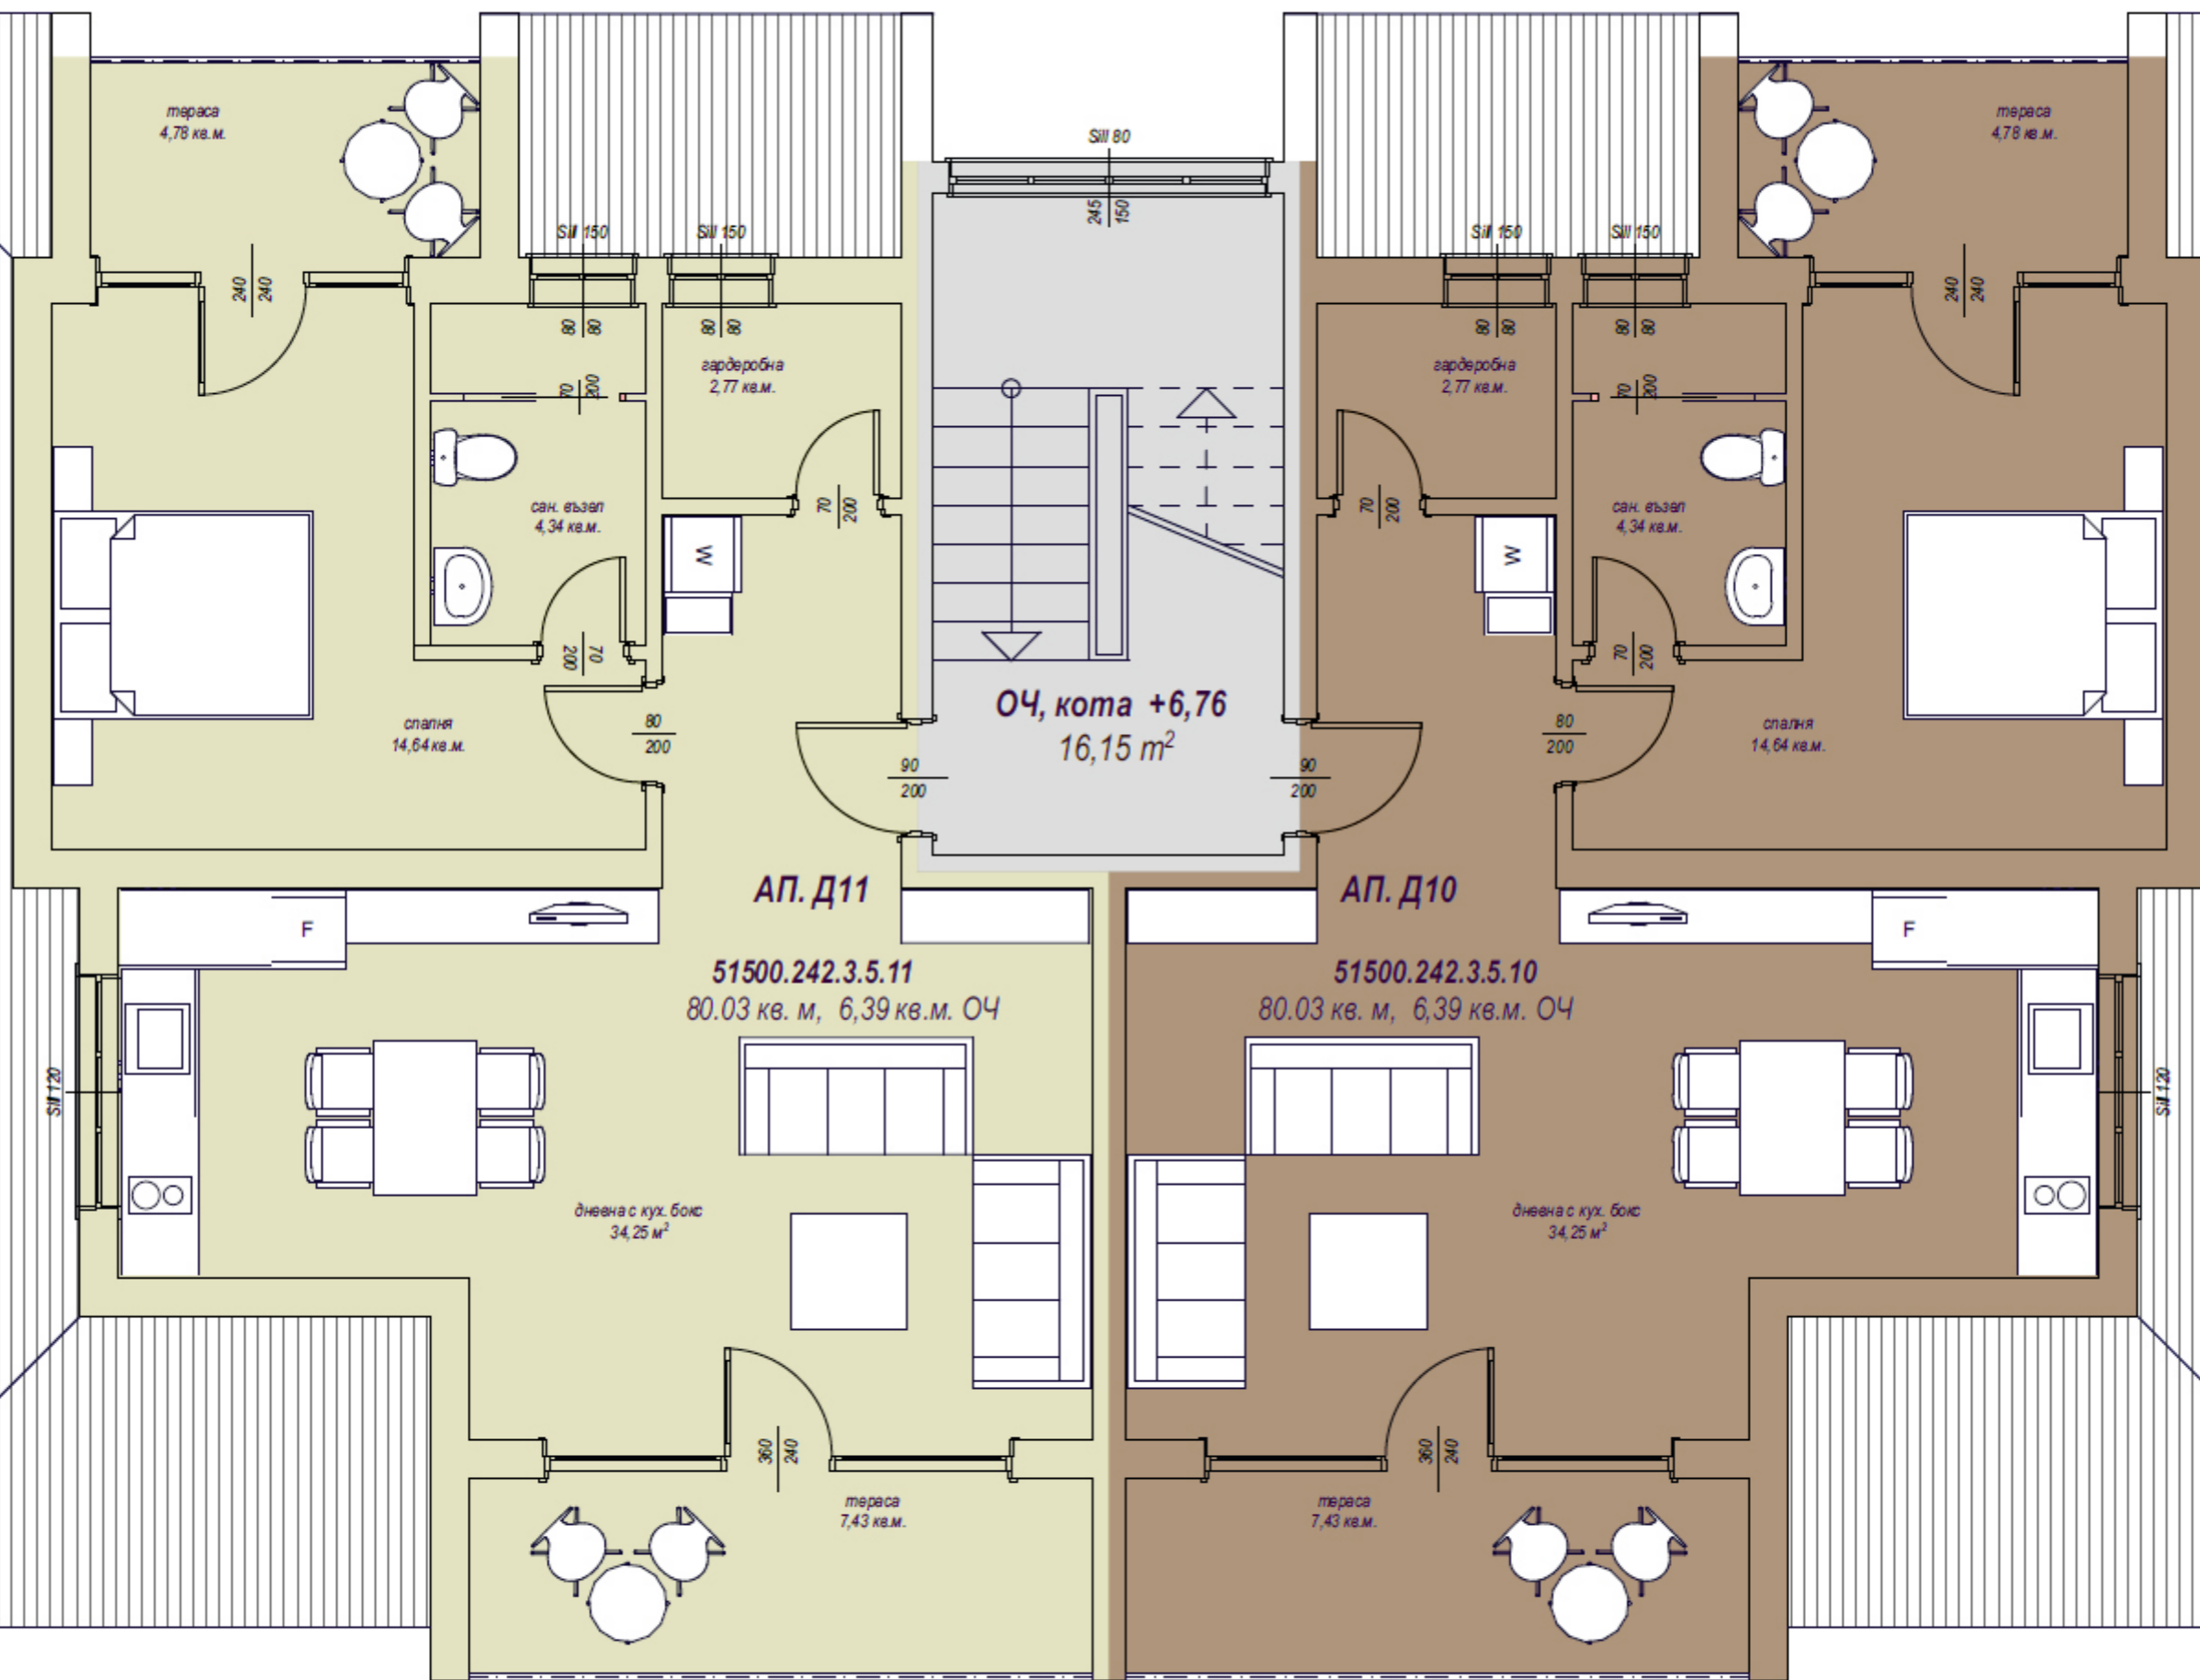 тераса
4,78 кв.м.
тераса
4,78 кв.м.
Sill 80
245
150
Sill 150
Sill 150
Sill 150
Sill 150
240
240
240
240
80
80
80
80
80
80
80
80
гардеробна
2,77 кв.м.
гардеробна
2,77 кв.м.
70
200
70
200
сан. възел
4,34 кв.м.
сан. възел
4,34 кв.м.
70
200
70
200
W
W
70
200
70
200
спалня
14,64 кв.м.
80
200
ОЧ, кота +6,76
16,15 m²
80
200
спалня
14,64 кв.м.
90
200
90
200
АП. Д11
АП. Д10
F
F
51500.242.3.5.11
80.03 кв. м, 6,39 кв.м. ОЧ
51500.242.3.5.10
80.03 кв. м, 6,39 кв.м. ОЧ
Sill 120
Sill 120
дневна с кух. бокс
34,25 м²
дневна с кух. бокс
34,25 м²
360
240
360
240
тераса
7,43 кв.м.
тераса
7,43 кв.м.